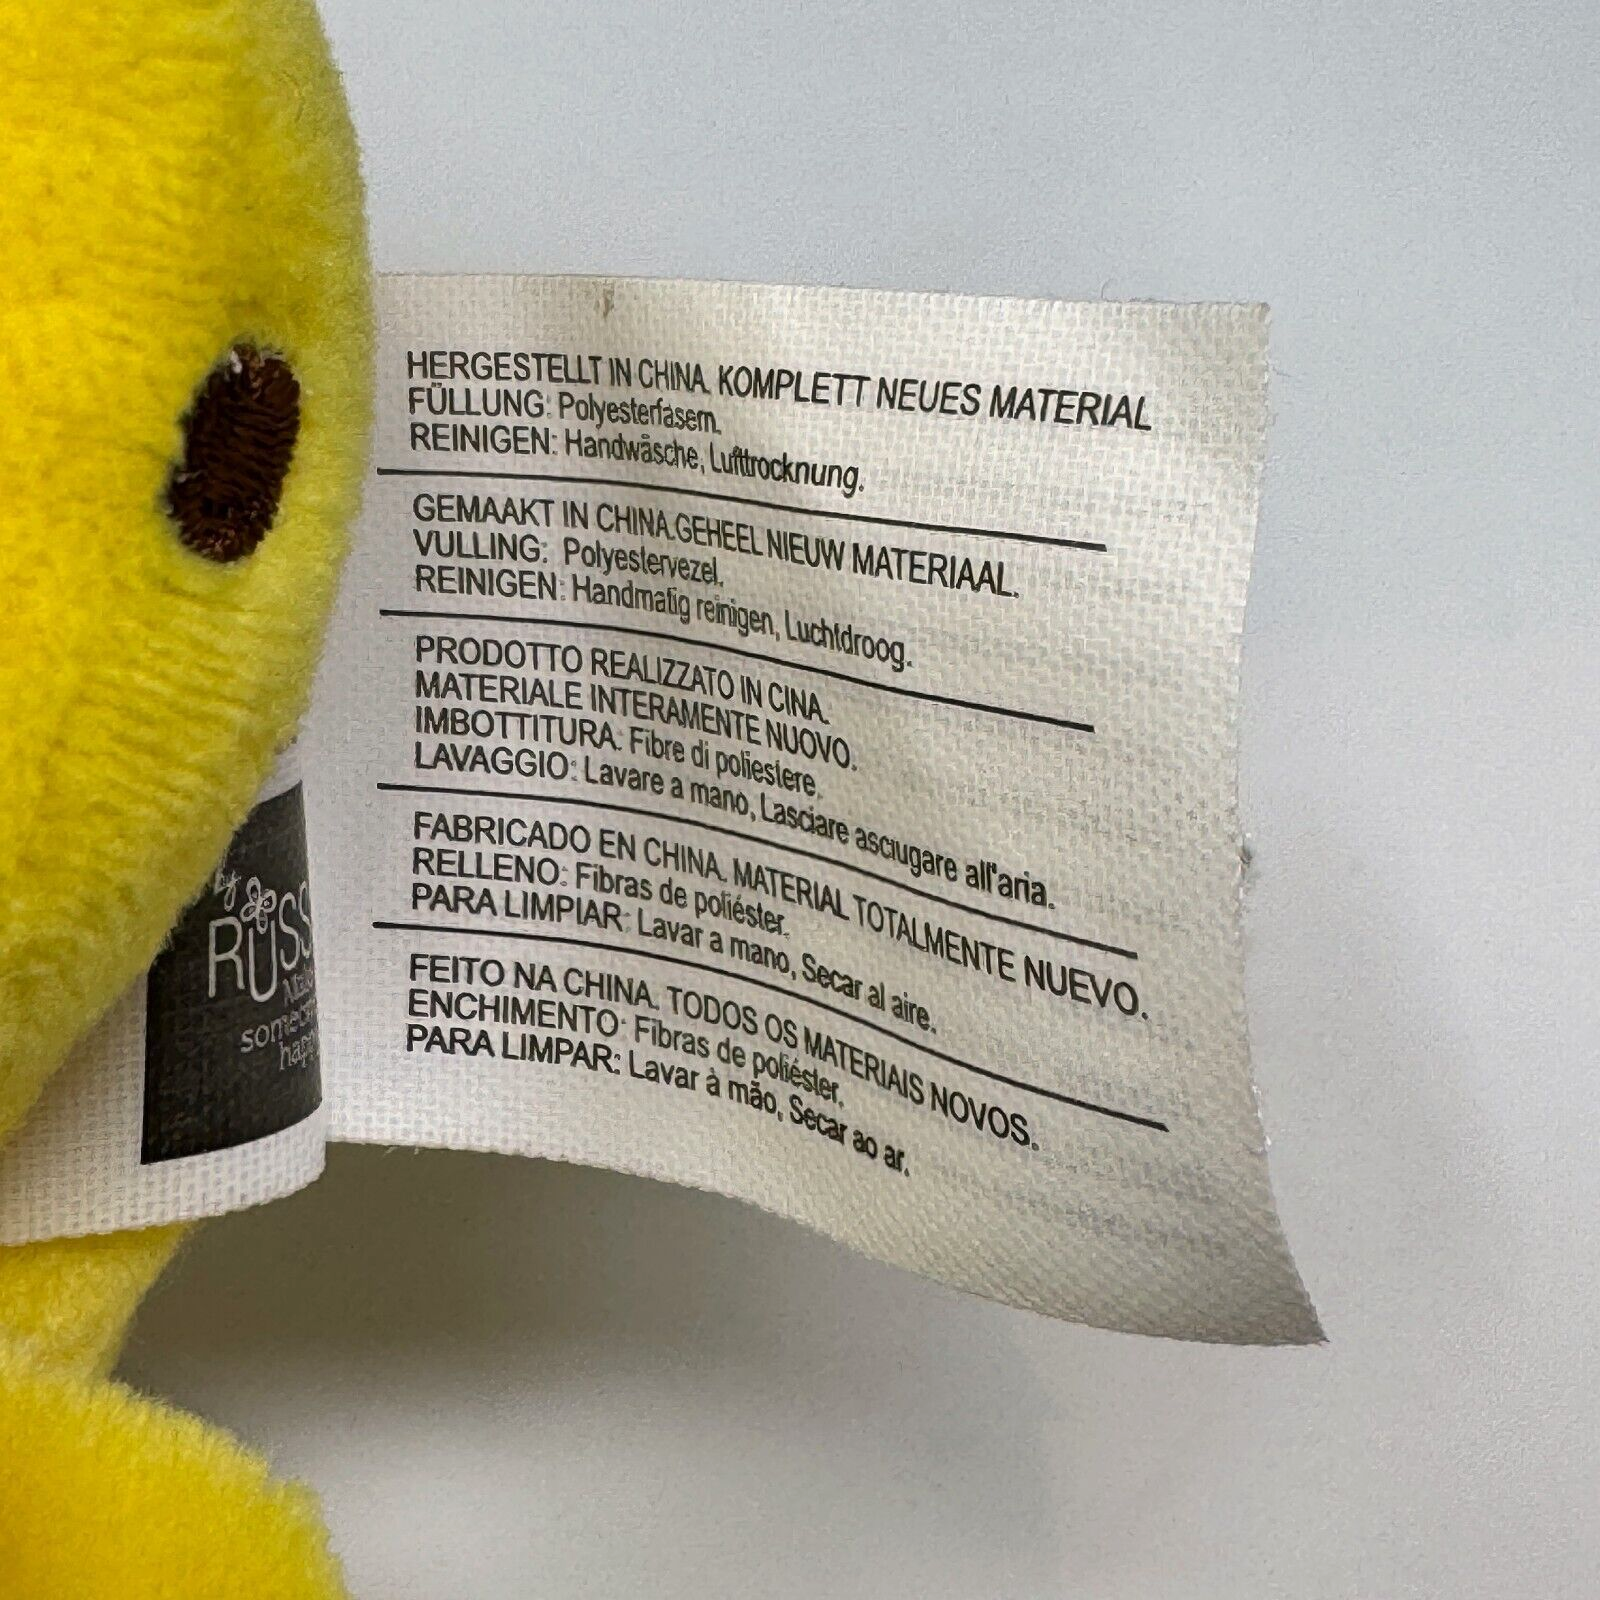 HERGESTELLT IN CHINA. KOMPLETT NEUES MATERIAL
FÜLLUNG: Polyesterfasern.
REINIGEN: Handwäsche, Lufttrocknung.
GEMAAKT IN CHINA.GEHEEL NIEUW MATERIAAL.
VULLING: Polyestervezel.
REINIGEN: Handmatig reinigen, Luchtdroog.
PRODOTTO REALIZZATO IN CINA.
MATERIALE INTERAMENTE NUOVO.
IMBOTTITURA: Fibre di poliestere.
LAVAGGIO: Lavare a mano, Lasciare asciugare all'aria.
FABRICADO EN CHINA. MATERIAL TOTALMENTE NUEVO.
RELLENO: Fibras de poliéster.
PARA LIMPIAR: Lavar a mano, Secar al aire.
FEITO NA CHINA. TODOS OS MATERIAIS NOVOS.
ENCHIMENTO: Fibras de poliéster.
PARA LIMPAR: Lavar à mão, Secar ao ar.
by
RUSS